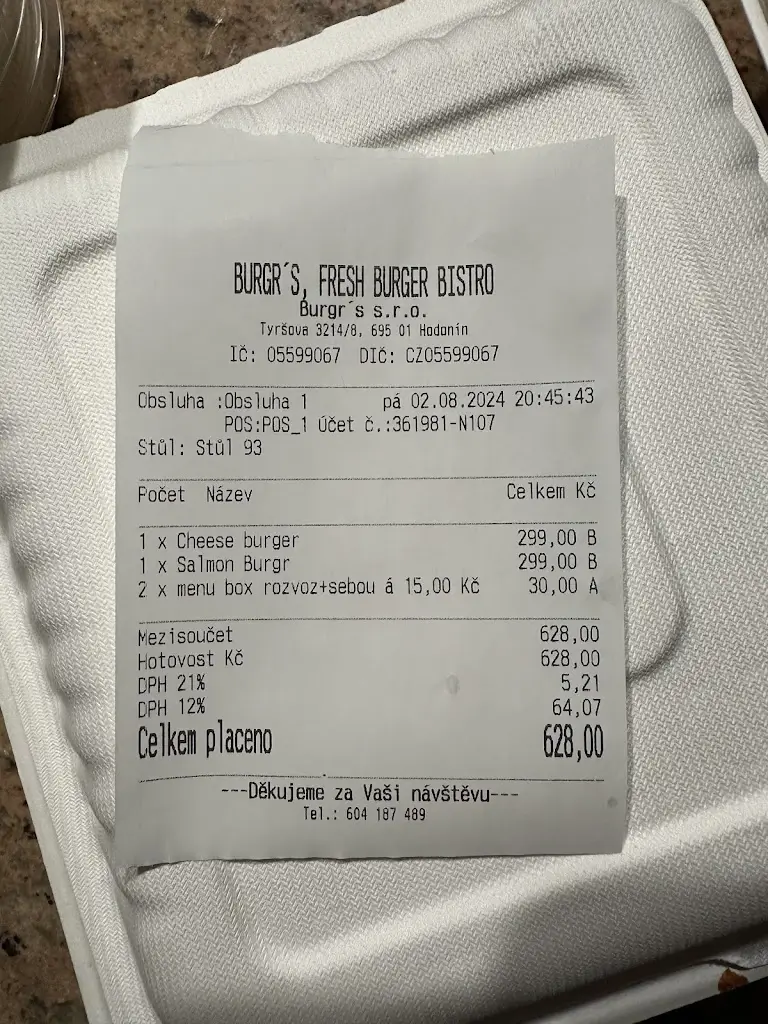 BURGR´S, FRESH BURGER BISTRO
Burgr´s s.r.o.
Tyršova 3214/8, 695 01 Hodonín
IČ: 05599067 DIČ: CZ05599067
Obsluha :Obsluha 1 pá 02.08.2024 20:45:43
POS:POS_1 Účet č.:361981-N107
Stůl: Stůl 93
Počet Název Celkem Kč
1 x Cheese burger 299,00 B
1 x Salmon Burgr 299,00 B
2 x menu box rozvoz+sebou á 15,00 Kč 30,00 A
Mezisoučet 628,00
Hotovost Kč 628,00
DPH 21% 5,21
DPH 12% 64,07
Celkem placeno 628,00
---Děkujeme za Vaši návštěvu---
Tel.: 604 187 489